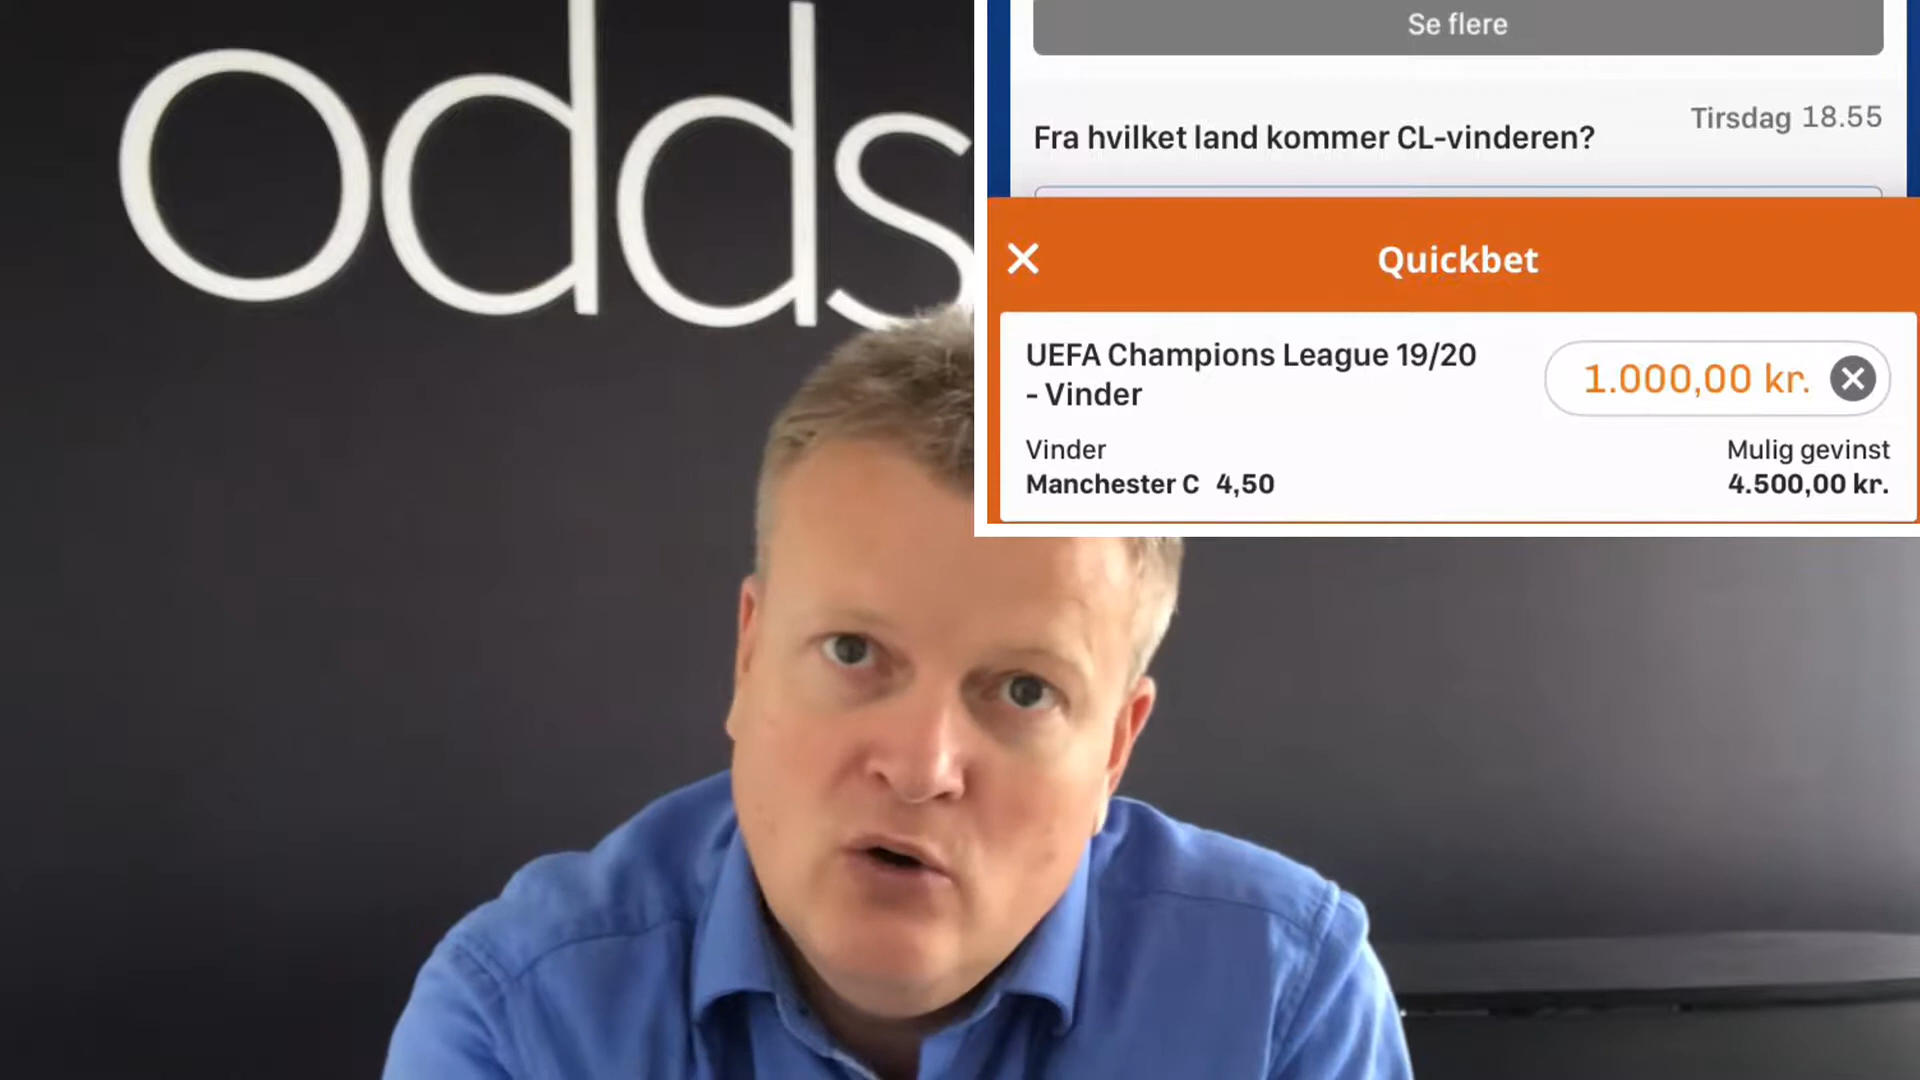 odds
Se flere
Fra hvilket land kommer CL-vinderen?
Tirsdag 18.55
Quickbet
UEFA Champions League 19/20
- Vinder
1.000,00 kr.
Vinder
Mulig gevinst
Manchester C 4,50
4.500,00 kr.